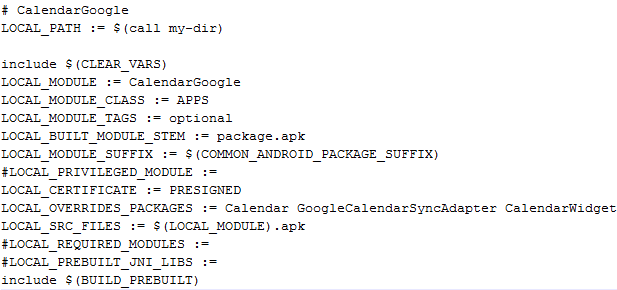 # CalendarGoogle
LOCAL_PATH := $(call my-dir)
include $(CLEAR_VARS)
LOCAL_MODULE := CalendarGoogle
LOCAL_MODULE_CLASS := APPS
LOCAL_MODULE_TAGS := optional
LOCAL_BUILT_MODULE_STEM := package.apk
LOCAL_MODULE_SUFFIX := $(COMMON_ANDROID_PACKAGE_SUFFIX)
#LOCAL_PRIVILEGED_MODULE :=
LOCAL_CERTIFICATE := PRESIGNED
LOCAL_OVERRIDES_PACKAGES := Calendar GoogleCalendarSyncAdapter CalendarWidget
LOCAL_SRC_FILES := $(LOCAL_MODULE).apk
#LOCAL_REQUIRED_MODULES :=
#LOCAL_PREBUILT_JNI_LIBS :=
include $(BUILD_PREBUILT)